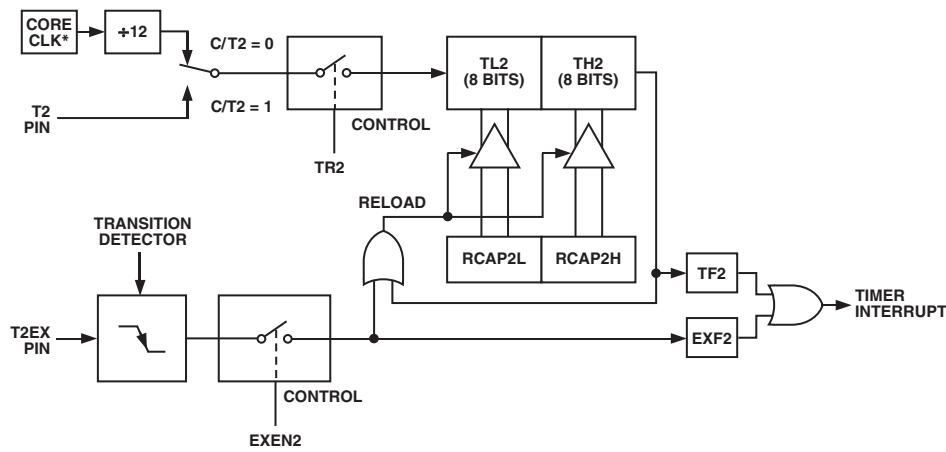 CORE
CLK*
÷12
C/T2 = 0
C/T2 = 1
T2
PIN
CONTROL
TR2
TL2
(8 BITS)
TH2
(8 BITS)
RELOAD
TRANSITION
DETECTOR
RCAP2L
RCAP2H
TF2
TIMER
INTERRUPT
T2EX
PIN
EXF2
CONTROL
EXEN2